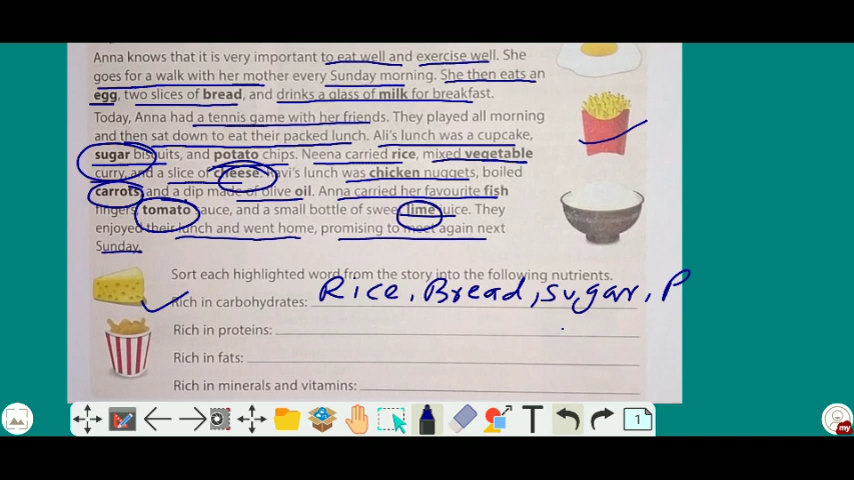 Anna knows that it is very important to eat well and exercise well. She
goes for a walk with her mother every Sunday morning. She then eats an
egg, two slices of bread, and drinks a glass of milk for breakfast.
Today, Anna had a tennis game with her friends. They played all morning
and then sat down to eat their packed lunch. Ali's lunch was a cupcake,
sugar biscuits, and potato chips. Neena carried rice, mixed vegetable
curry, and a slice of cheese. Ravi's lunch was chicken nuggets, boiled
carrots, and a dip made of olive oil. Anna carried her favourite fish
fingers, tomato sauce, and a small bottle of sweet lime juice. They
enjoyed their lunch and went home, promising to meet again next
Sunday.
Sort each highlighted word from the story into the following nutrients.
Rich in carbohydrates: Rice, Bread, sugar, P
Rich in proteins:
Rich in fats:
Rich in minerals and vitamins:
T
1
my